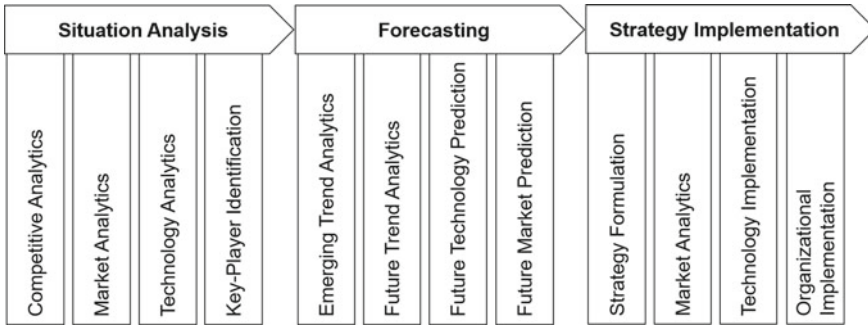 Situation Analysis
Forecasting
Strategy Implementation
Competitive Analytics
Market Analytics
Technology Analytics
Key-Player Identification
Emerging Trend Analytics
Future Trend Analytics
Future Technology Prediction
Future Market Prediction
Strategy Formulation
Market Analytics
Technology Implementation
Organizational
Implementation